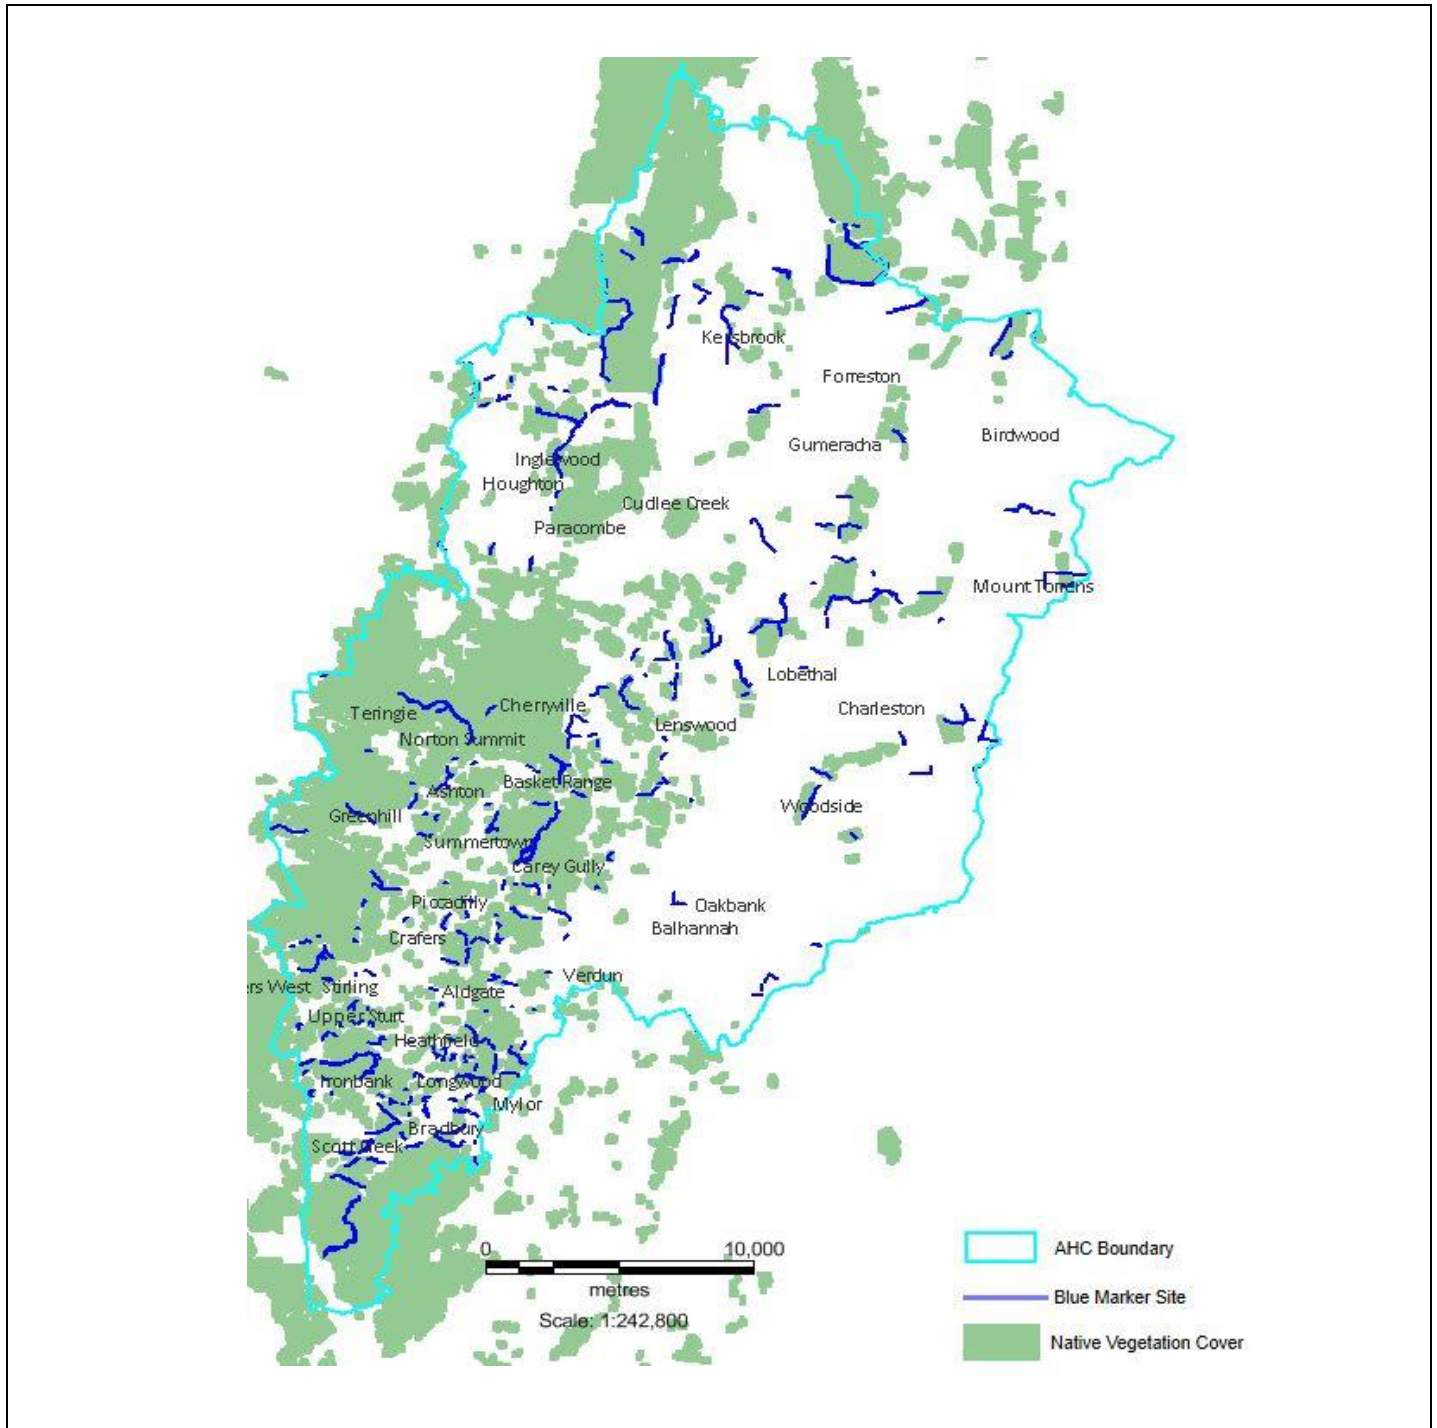 Kersbrook
Forreston
Birdwood
Gumeracha
Inglewood
Houngton
Cudlee Creek
Paracombe
Mount Torrens
Lobethal
Cherryville
Charleston
Teringie
Lenswood
Norton Summit
Basket Range
Ashton
Woodside
Greenhill
Summertown
Carey Gully
Piccadilly
Oakbank
Balhannah
Crafers
Verdun
ers West Stirling
Aldgate
Upper Sturt
Heathfield
Ironbank
Longwood
Mylor
Bradbury
Scott Creek
0 10,000
metres
Scale: 1:242,800
AHC Boundary
Blue Marker Site
Native Vegetation Cover